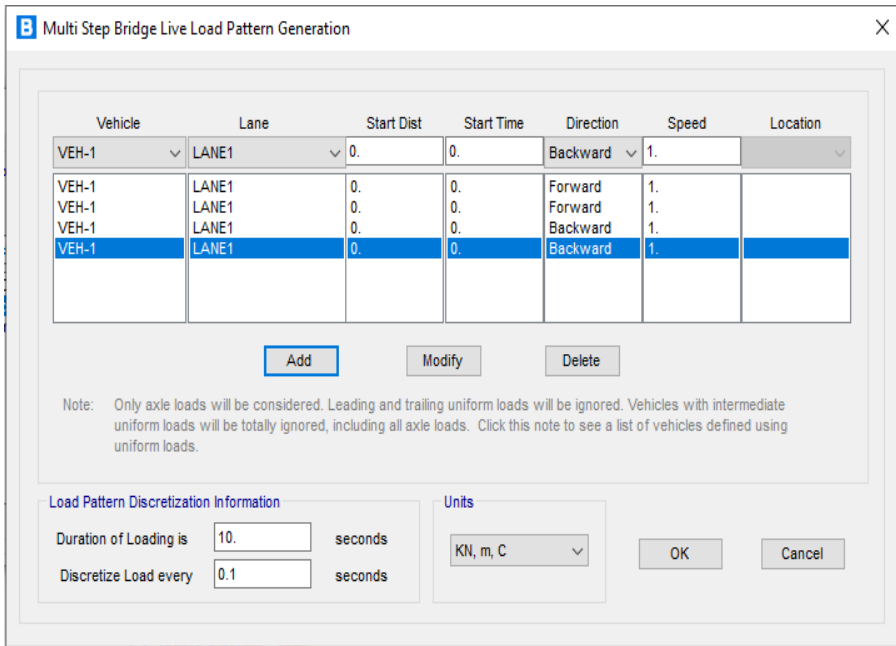 B Multi Step Bridge Live Load Pattern Generation
Vehicle Lane Start Dist Start Time Direction Speed Location
VEH-1 LANE1 0. 0. Backward 1.
VEH-1 LANE1 0. 0. Forward 1.
VEH-1 LANE1 0. 0. Forward 1.
VEH-1 LANE1 0. 0. Backward 1.
VEH-1 LANE1 0. 0. Backward 1.
Add Modify Delete
Note: Only axle loads will be considered. Leading and trailing uniform loads will be ignored. Vehicles with intermediate
uniform loads will be totally ignored, including all axle loads. Click this note to see a list of vehicles defined using
uniform loads.
Load Pattern Discretization Information
Duration of Loading is 10. seconds
Discretize Load every 0.1 seconds
Units
KN, m, C
OK Cancel